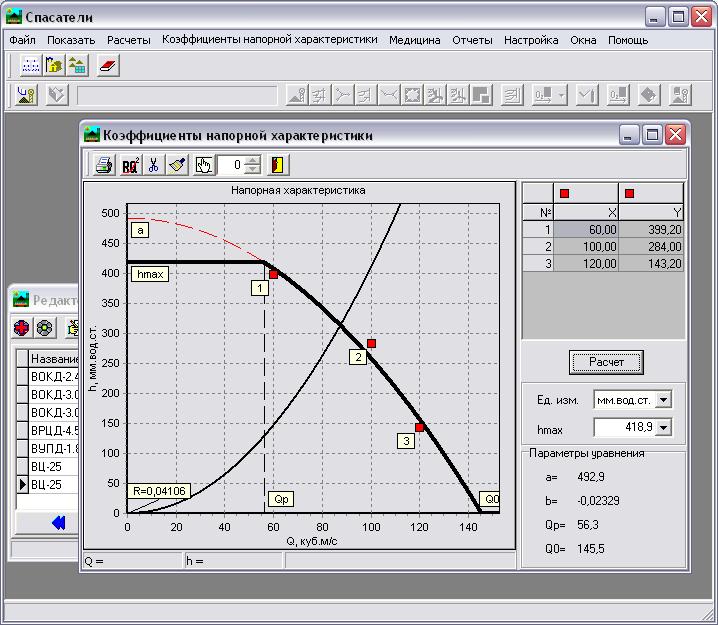 Спасатели
Файл Показать Расчеты Коэффициенты напорной характеристики Медицина Отчеты Настройка Окна Помощь
Коэффициенты напорной характеристики
RQ² 0
Напорная характеристика
500
450
400
350
300
250
200
150
100
50
0
h, мм.вод.ст.
a
hmax
1
2
3
R=0,04106
Qp
Q0
0 20 40 60 80 100 120 140
Q, куб.м/с
Q = h =
№ X Y
1 60,00 399,20
2 100,00 284,00
3 120,00 143,20
Расчет
Ед. изм. мм.вод.ст.
hmax 418,9
Параметры уравнения
a= 492,9
b= -0,02329
Qp= 56,3
Q0= 145,5
Редакт
Название
ВОКД-2.4
ВОКД-3.0
ВОКД-3.0
ВРЦД-4.5
ВУПД-1.8
ВЦ-25
ВЦ-25